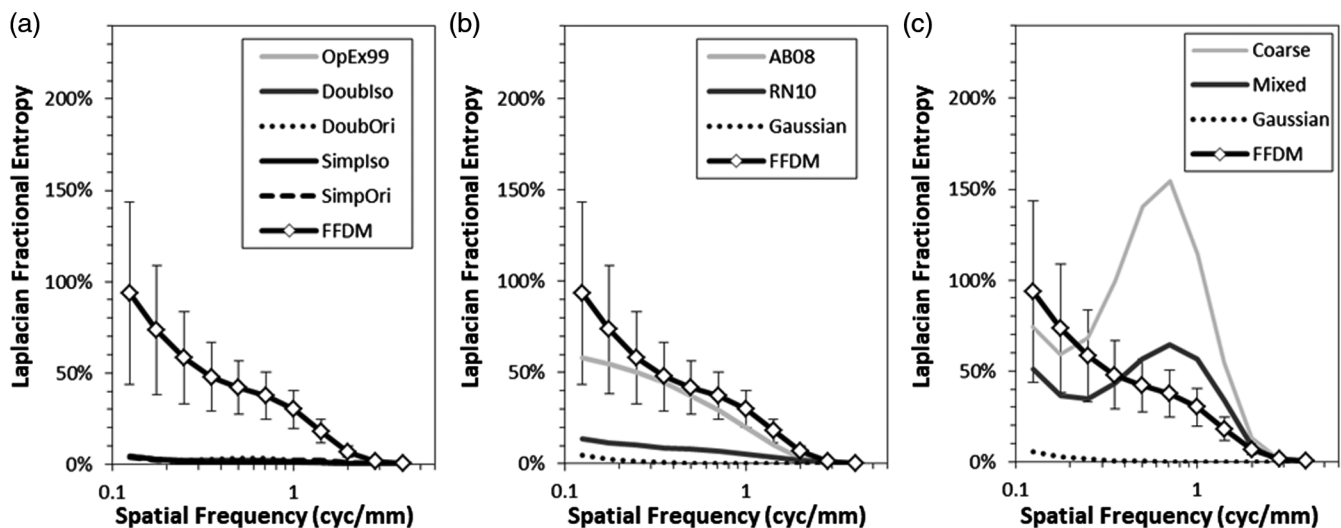 (a)
Laplacian Fractional Entropy
200%
150%
100%
50%
0%
0.1
1
Spatial Frequency (cyc/mm)
OpEx99
DoubIso
DoubOri
SimpIso
SimpOri
FFDM
(b)
Laplacian Fractional Entropy
200%
150%
100%
50%
0%
0.1
1
Spatial Frequency (cyc/mm)
AB08
RN10
Gaussian
FFDM
(c)
Laplacian Fractional Entropy
200%
150%
100%
50%
0%
0.1
1
Spatial Frequency (cyc/mm)
Coarse
Mixed
Gaussian
FFDM